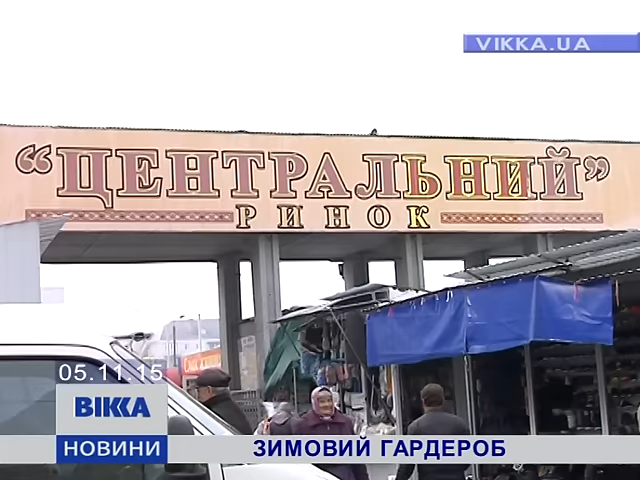 VIKKA.UA
"ЦЕНТРАЛЬНИЙ"
РИНОК
05.11.15
ВІККА
НОВИНИ
ЗИМОВИЙ ГАРДЕРОБ